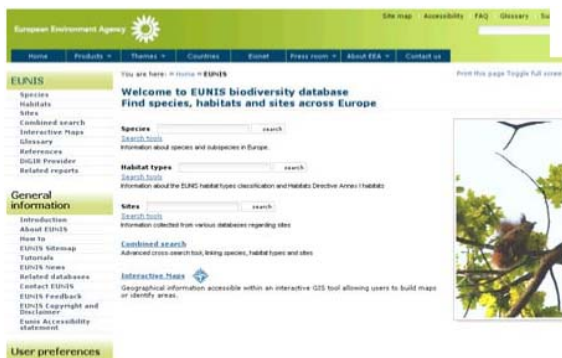 Site map Accessibility FAQ Glossary
European Environment Agency
Home Products Themes Countries Eionet Press room About EEA Contact us
You are here: » Home » EUNIS
Print this page Toggle full screen
EUNIS
Species
Habitats
Sites
Combined search
Interactive Maps
Glossary
References
DiGIR Provider
Related reports
General
information
Introduction
About EUNIS
How to
EUNIS Sitemap
Tutorials
EUNIS News
Related databases
Contact EUNIS
EUNIS Feedback
EUNIS Copyright and
Disclaimer
Eunis Accessibility
statement
User preferences
Welcome to EUNIS biodiversity database
Find species, habitats and sites across Europe
Species search
Search tools
Information about species and subspecies in Europe.
Habitat types search
Search tools
Information about the EUNIS habitat types classification and Habitats Directive Annex I habitats
Sites search
Search tools
Information collected from various databases regarding sites
Combined search
Advanced cross-search tool, linking species, habitat types and sites
Interactive Maps
Geographical information accessible within an interactive GIS tool allowing users to build maps
or identify areas.